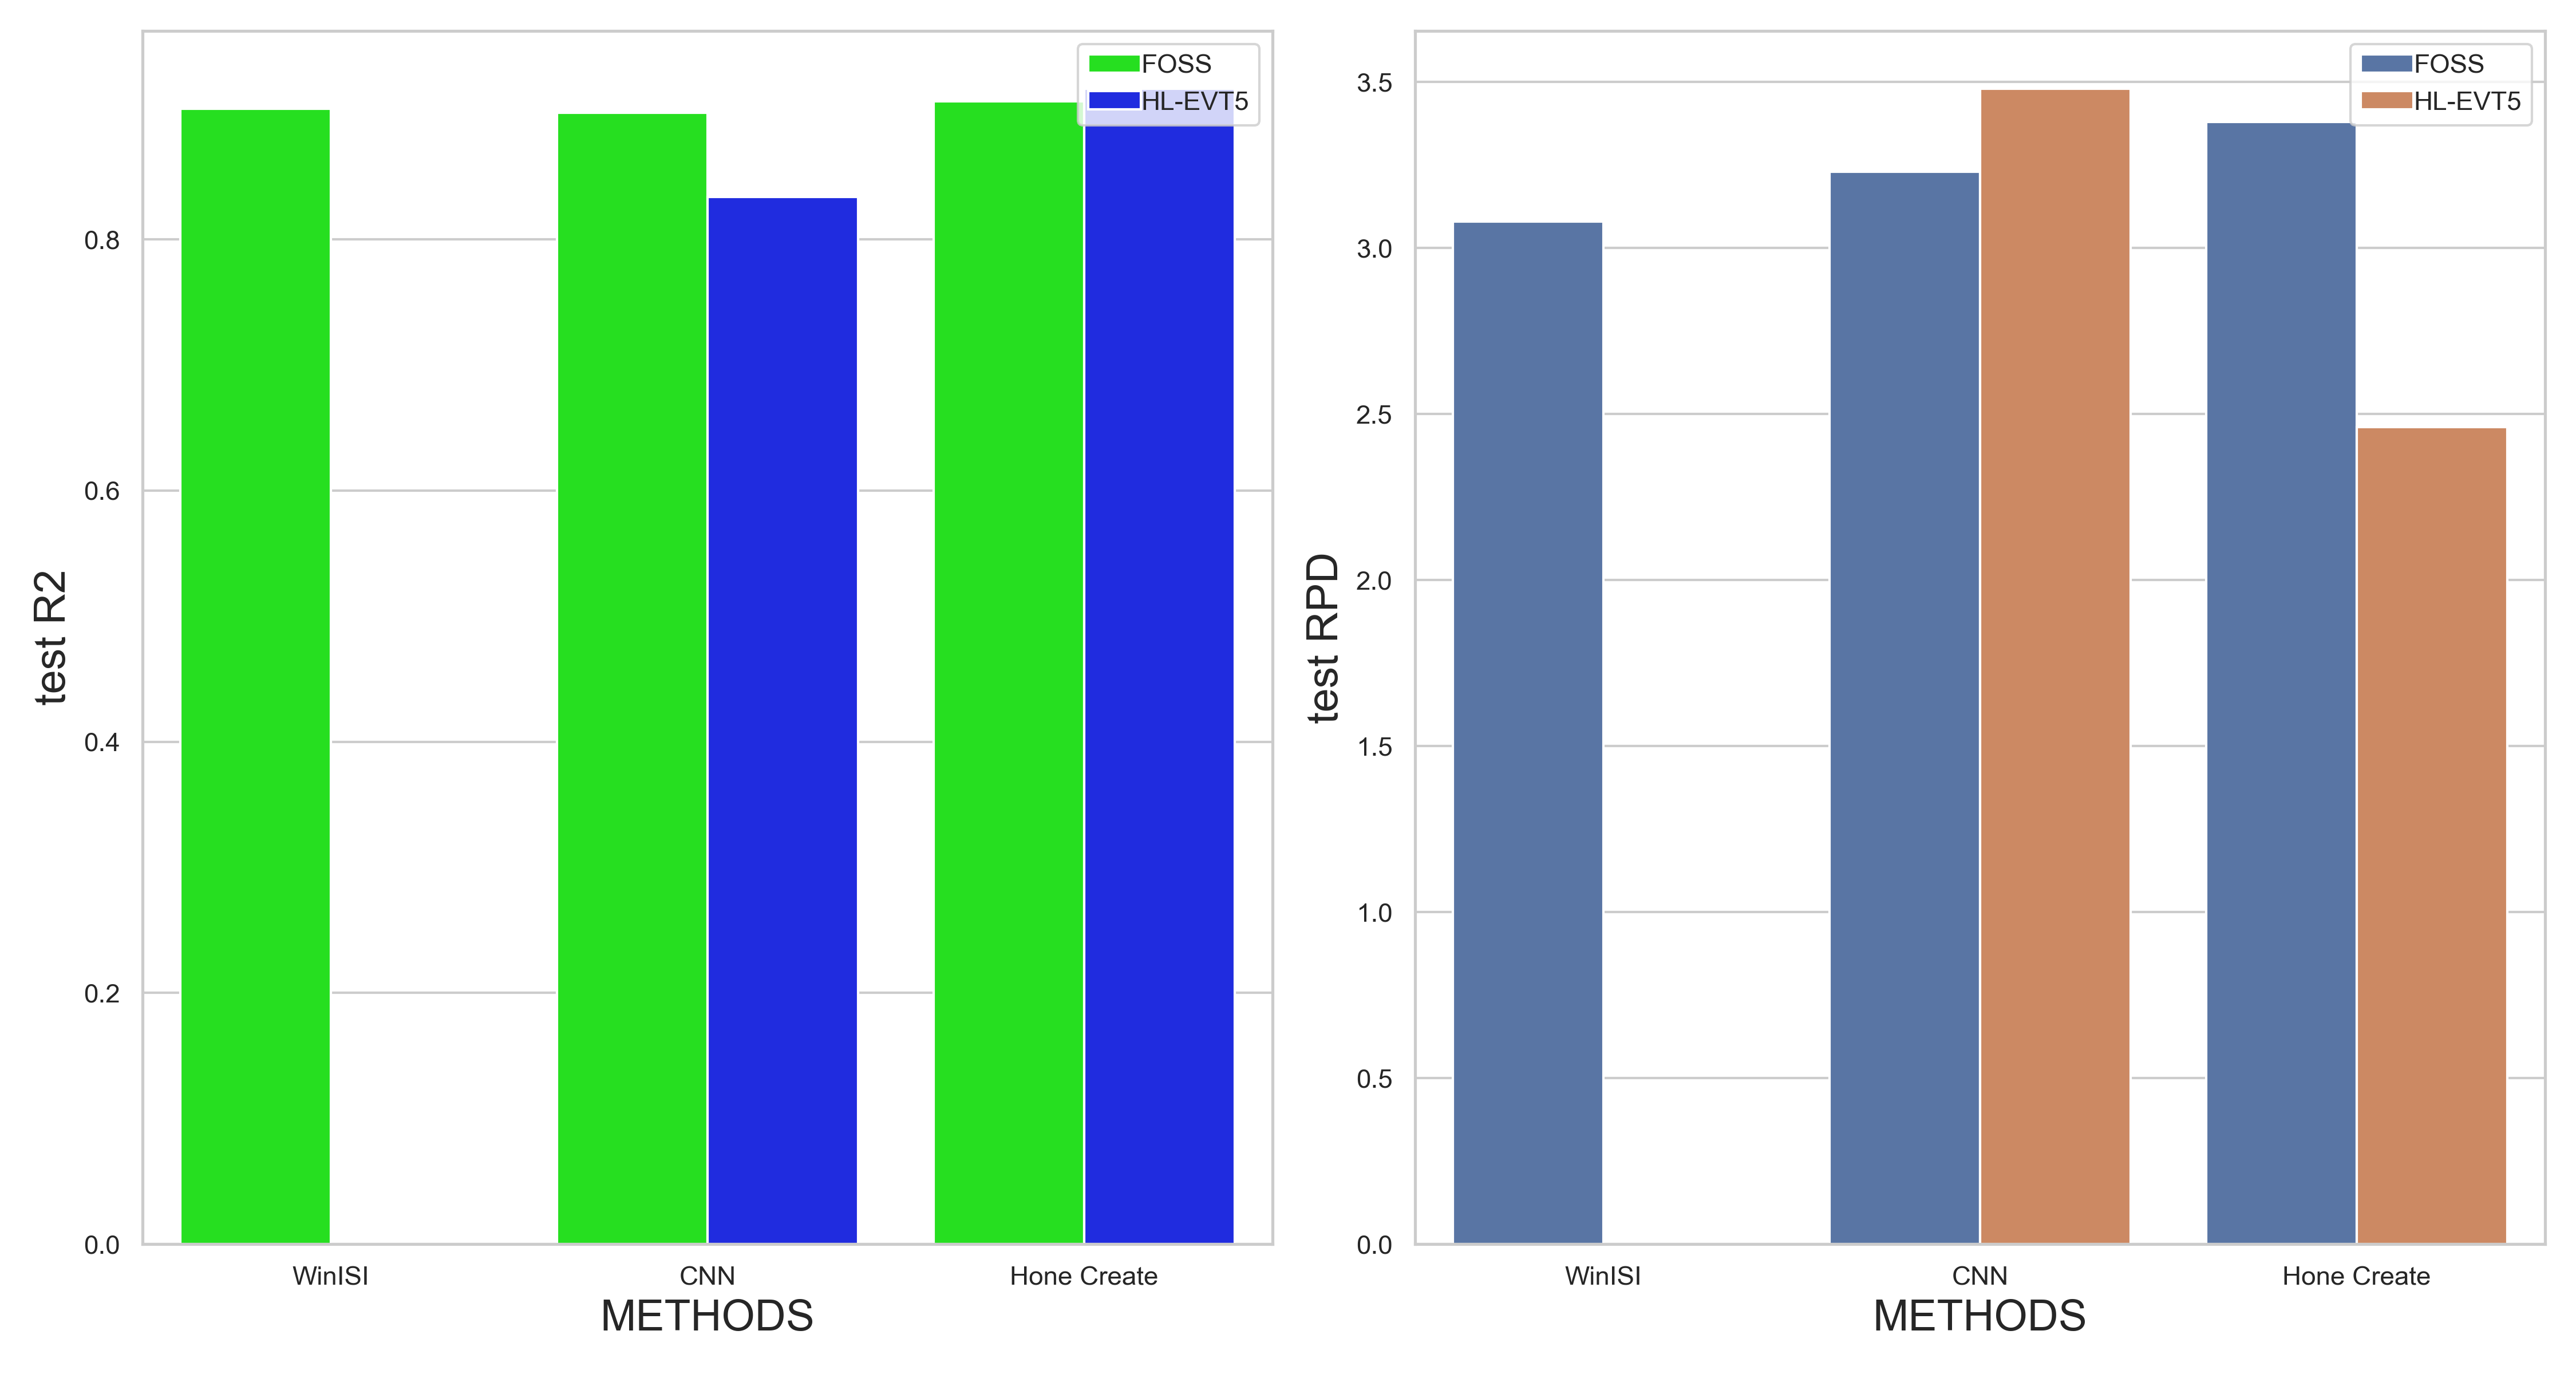 FOSS
HL-EVT5
0.8
0.6
0.4
0.2
0.0
test R2
WinISI
CNN
Hone Create
METHODS
FOSS
HL-EVT5
3.5
3.0
2.5
2.0
1.5
1.0
0.5
0.0
test RPD
WinISI
CNN
Hone Create
METHODS